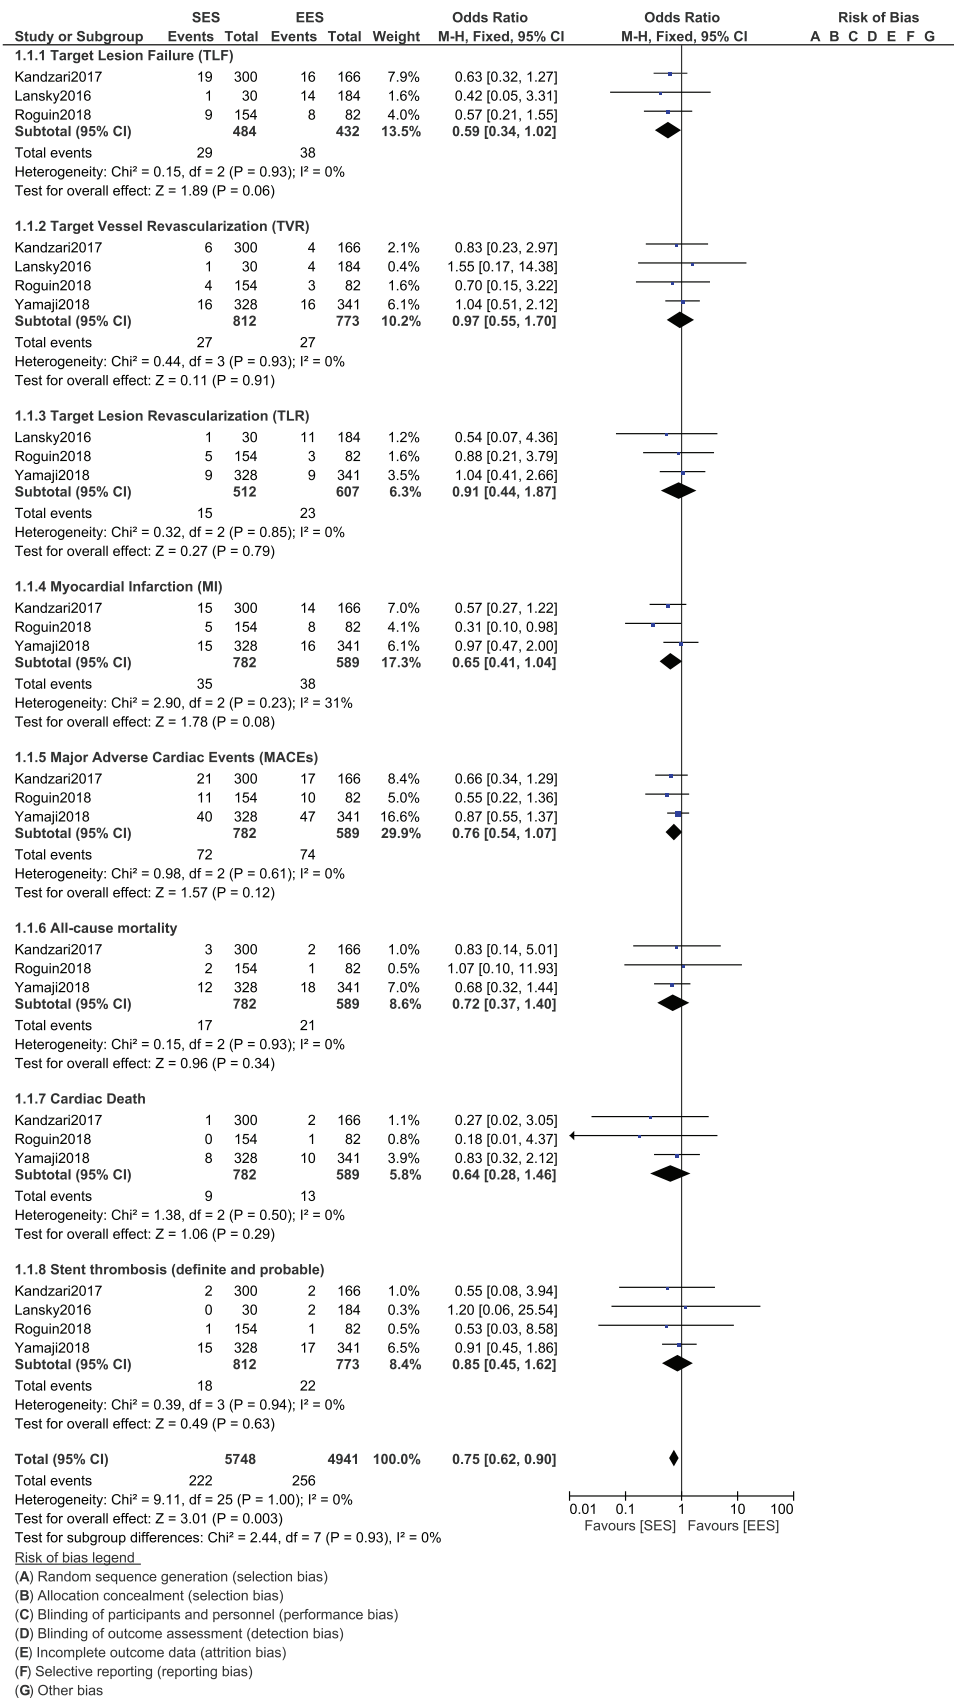 SES EES Odds Ratio Odds Ratio Risk of Bias
Study or Subgroup Events Total Events Total Weight M-H, Fixed, 95% CI M-H, Fixed, 95% CI A B C D E F G
1.1.1 Target Lesion Failure (TLF)
Kandzari2017 19 300 16 166 7.9% 0.63 [0.32, 1.27]
Lansky2016 1 30 14 184 1.6% 0.42 [0.05, 3.31]
Roguin2018 9 154 8 82 4.0% 0.57 [0.21, 1.55]
Subtotal (95% CI) 484 432 13.5% 0.59 [0.34, 1.02]
Total events 29 38
Heterogeneity: Chi² = 0.15, df = 2 (P = 0.93); I² = 0%
Test for overall effect: Z = 1.89 (P = 0.06)
1.1.2 Target Vessel Revascularization (TVR)
Kandzari2017 6 300 4 166 2.1% 0.83 [0.23, 2.97]
Lansky2016 1 30 4 184 0.4% 1.55 [0.17, 14.38]
Roguin2018 4 154 3 82 1.6% 0.70 [0.15, 3.22]
Yamaji2018 16 328 16 341 6.1% 1.04 [0.51, 2.12]
Subtotal (95% CI) 812 773 10.2% 0.97 [0.55, 1.70]
Total events 27 27
Heterogeneity: Chi² = 0.44, df = 3 (P = 0.93); I² = 0%
Test for overall effect: Z = 0.11 (P = 0.91)
1.1.3 Target Lesion Revascularization (TLR)
Lansky2016 1 30 11 184 1.2% 0.54 [0.07, 4.36]
Roguin2018 5 154 3 82 1.6% 0.88 [0.21, 3.79]
Yamaji2018 9 328 9 341 3.5% 1.04 [0.41, 2.66]
Subtotal (95% CI) 512 607 6.3% 0.91 [0.44, 1.87]
Total events 15 23
Heterogeneity: Chi² = 0.32, df = 2 (P = 0.85); I² = 0%
Test for overall effect: Z = 0.27 (P = 0.79)
1.1.4 Myocardial Infarction (MI)
Kandzari2017 15 300 14 166 7.0% 0.57 [0.27, 1.22]
Roguin2018 5 154 8 82 4.1% 0.31 [0.10, 0.98]
Yamaji2018 15 328 16 341 6.1% 0.97 [0.47, 2.00]
Subtotal (95% CI) 782 589 17.3% 0.65 [0.41, 1.04]
Total events 35 38
Heterogeneity: Chi² = 2.90, df = 2 (P = 0.23); I² = 31%
Test for overall effect: Z = 1.78 (P = 0.08)
1.1.5 Major Adverse Cardiac Events (MACEs)
Kandzari2017 21 300 17 166 8.4% 0.66 [0.34, 1.29]
Roguin2018 11 154 10 82 5.0% 0.55 [0.22, 1.36]
Yamaji2018 40 328 47 341 16.6% 0.87 [0.55, 1.37]
Subtotal (95% CI) 782 589 29.9% 0.76 [0.54, 1.07]
Total events 72 74
Heterogeneity: Chi² = 0.98, df = 2 (P = 0.61); I² = 0%
Test for overall effect: Z = 1.57 (P = 0.12)
1.1.6 All-cause mortality
Kandzari2017 3 300 2 166 1.0% 0.83 [0.14, 5.01]
Roguin2018 2 154 1 82 0.5% 1.07 [0.10, 11.93]
Yamaji2018 12 328 18 341 7.0% 0.68 [0.32, 1.44]
Subtotal (95% CI) 782 589 8.6% 0.72 [0.37, 1.40]
Total events 17 21
Heterogeneity: Chi² = 0.15, df = 2 (P = 0.93); I² = 0%
Test for overall effect: Z = 0.96 (P = 0.34)
1.1.7 Cardiac Death
Kandzari2017 1 300 2 166 1.1% 0.27 [0.02, 3.05]
Roguin2018 0 154 1 82 0.8% 0.18 [0.01, 4.37]
Yamaji2018 8 328 10 341 3.9% 0.83 [0.32, 2.12]
Subtotal (95% CI) 782 589 5.8% 0.64 [0.28, 1.46]
Total events 9 13
Heterogeneity: Chi² = 1.38, df = 2 (P = 0.50); I² = 0%
Test for overall effect: Z = 1.06 (P = 0.29)
1.1.8 Stent thrombosis (definite and probable)
Kandzari2017 2 300 2 166 1.0% 0.55 [0.08, 3.94]
Lansky2016 0 30 2 184 0.3% 1.20 [0.06, 25.54]
Roguin2018 1 154 1 82 0.5% 0.53 [0.03, 8.58]
Yamaji2018 15 328 17 341 6.5% 0.91 [0.45, 1.86]
Subtotal (95% CI) 812 773 8.4% 0.85 [0.45, 1.62]
Total events 18 22
Heterogeneity: Chi² = 0.39, df = 3 (P = 0.94); I² = 0%
Test for overall effect: Z = 0.49 (P = 0.63)
Total (95% CI) 5748 4941 100.0% 0.75 [0.62, 0.90]
Total events 222 256
Heterogeneity: Chi² = 9.11, df = 25 (P = 1.00); I² = 0%
Test for overall effect: Z = 3.01 (P = 0.003)
Test for subgroup differences: Chi² = 2.44, df = 7 (P = 0.93), I² = 0%
0.01 0.1 1 10 100
Favours [SES] Favours [EES]
Risk of bias legend
(A) Random sequence generation (selection bias)
(B) Allocation concealment (selection bias)
(C) Blinding of participants and personnel (performance bias)
(D) Blinding of outcome assessment (detection bias)
(E) Incomplete outcome data (attrition bias)
(F) Selective reporting (reporting bias)
(G) Other bias